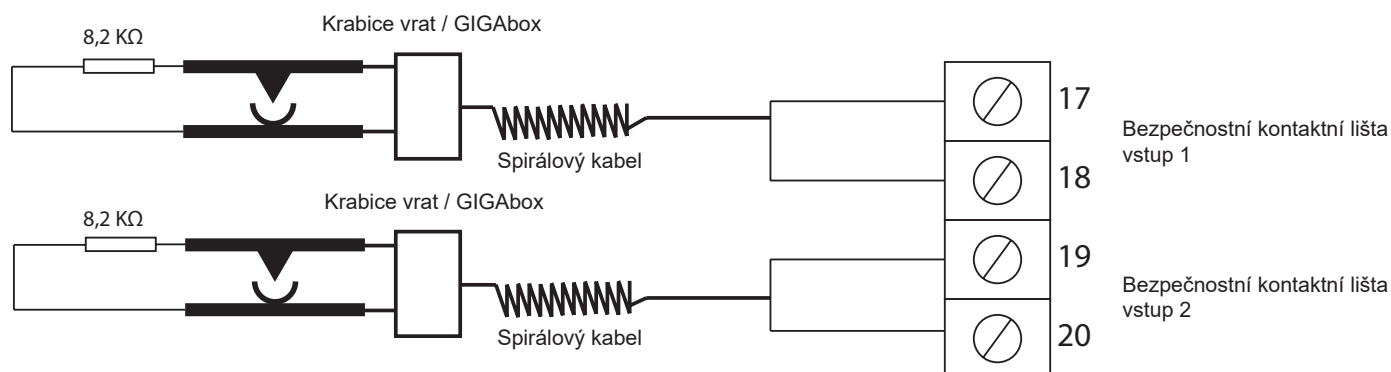 Krabice vrat / GIGAbox
8,2 KΩ
17
Bezpečnostní kontaktní lišta
vstup 1
Spirálový kabel
18
Krabice vrat / GIGAbox
8,2 KΩ
19
Bezpečnostní kontaktní lišta
vstup 2
Spirálový kabel
20